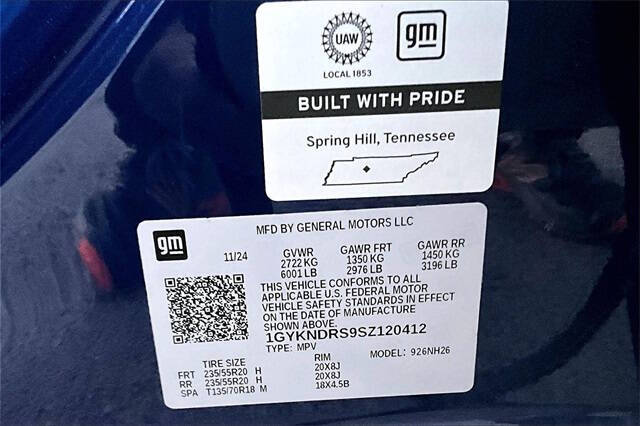 UAW
gm
LOCAL 1853
BUILT WITH PRIDE
Spring Hill, Tennessee
gm
MFD BY GENERAL MOTORS LLC
11/24 GVWR GAWR FRT GAWR RR
2722 KG 1350 KG 1450 KG
6001 LB 2976 LB 3196 LB
THIS VEHICLE CONFORMS TO ALL
APPLICABLE U.S. FEDERAL MOTOR
VEHICLE SAFETY STANDARDS IN EFFECT
ON THE DATE OF MANUFACTURE
SHOWN ABOVE.
1GYKNDRS9SZ120412
TYPE: MPV MODEL: 926NH26
TIRE SIZE RIM
FRT 235/55R20 H 20X8J
RR 235/55R20 H 20X8J
SPA T135/70R18 M 18X4.5B